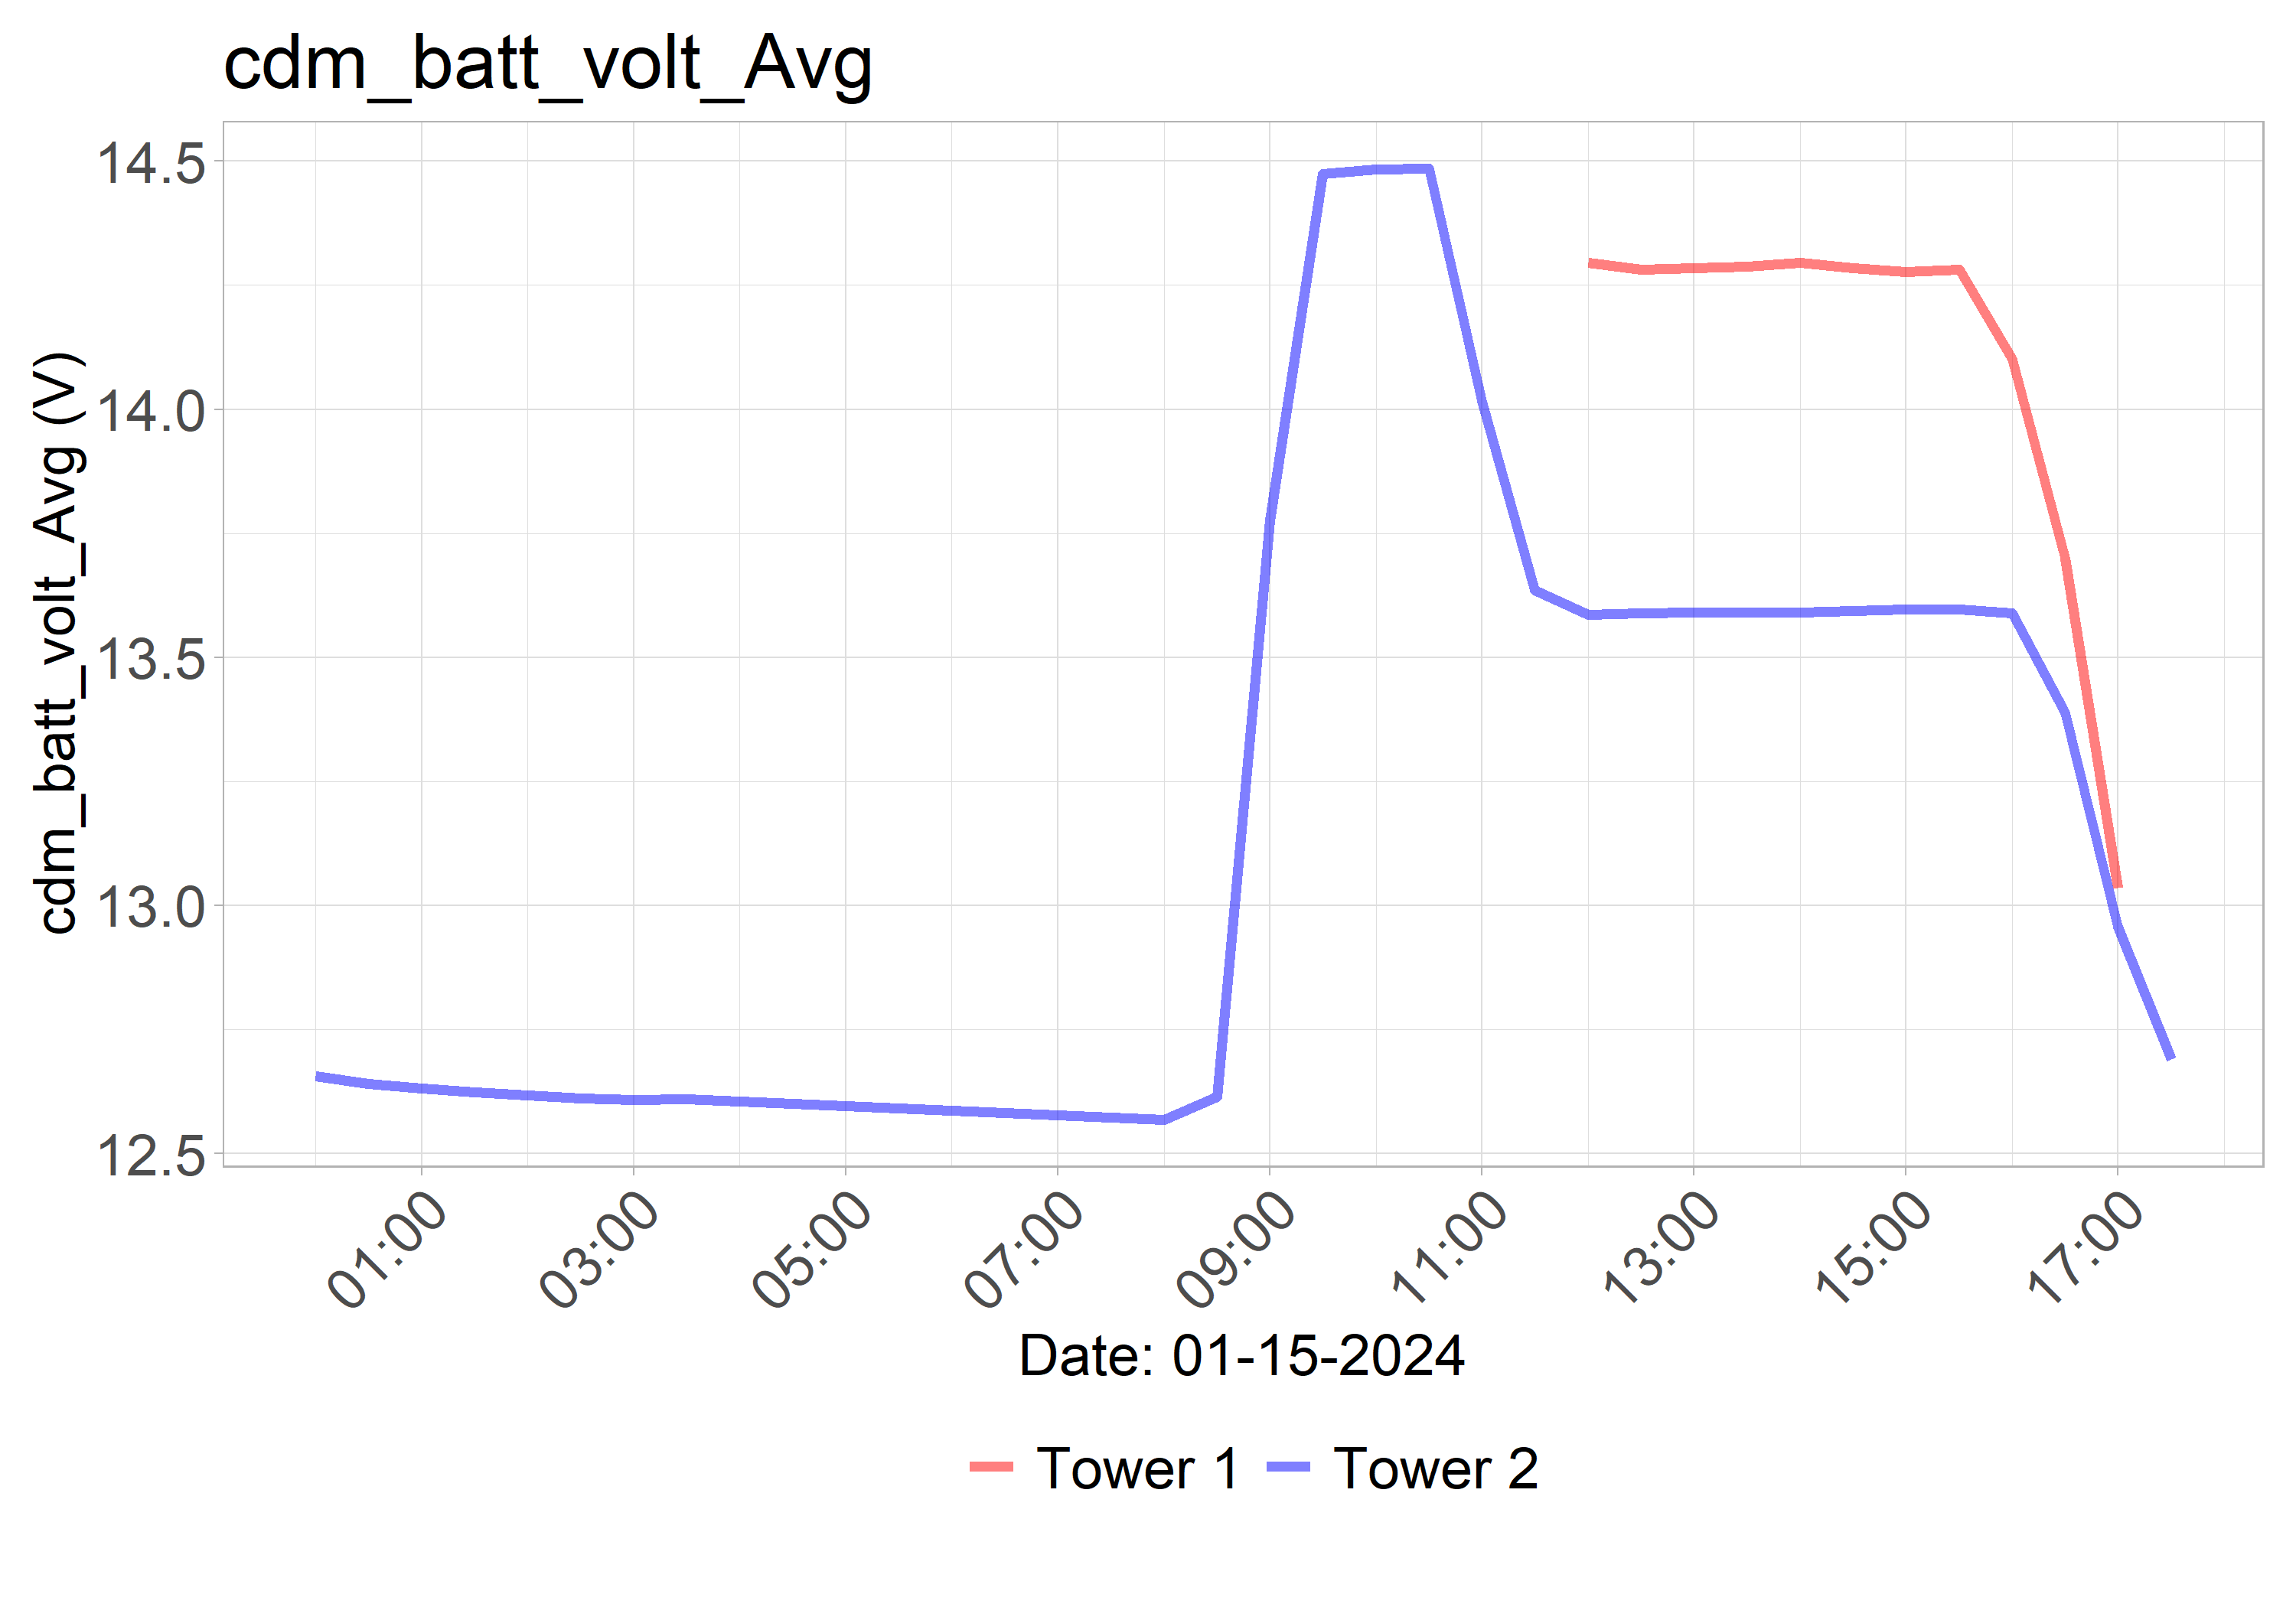 cdm_batt_volt_Avg
cdm_batt_volt_Avg (V)
14.5
14.0
13.5
13.0
12.5
01:00
03:00
05:00
07:00
09:00
11:00
13:00
15:00
17:00
Date: 01-15-2024
Tower 1
Tower 2